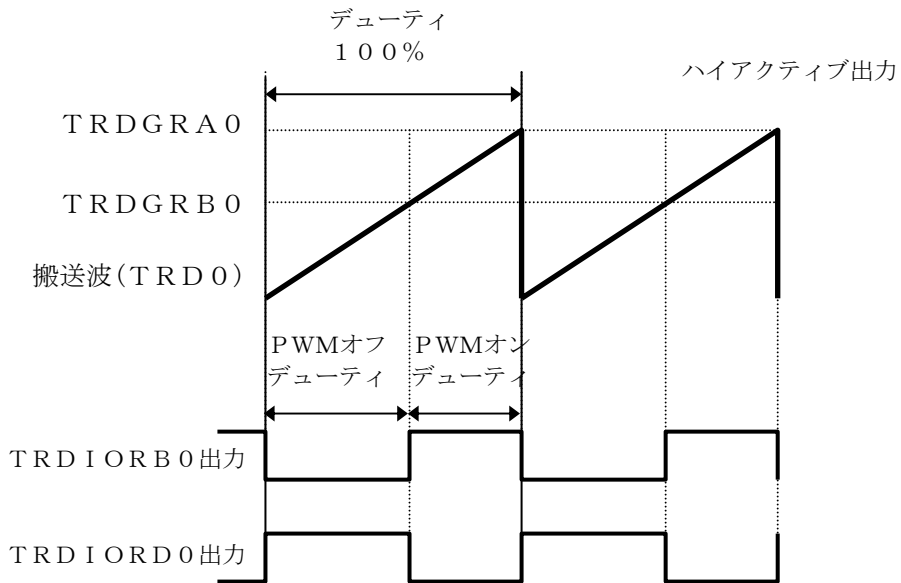 デューティ
１００％
ハイアクティブ出力
ＴＲＤＧＲＡ０
ＴＲＤＧＲＢ０
搬送波(ＴＲＤ０)
ＰＷＭオフ
デューティ
ＰＷＭオン
デューティ
ＴＲＤＩＯＲＢ０出力
ＴＲＤＩＯＲＤ０出力